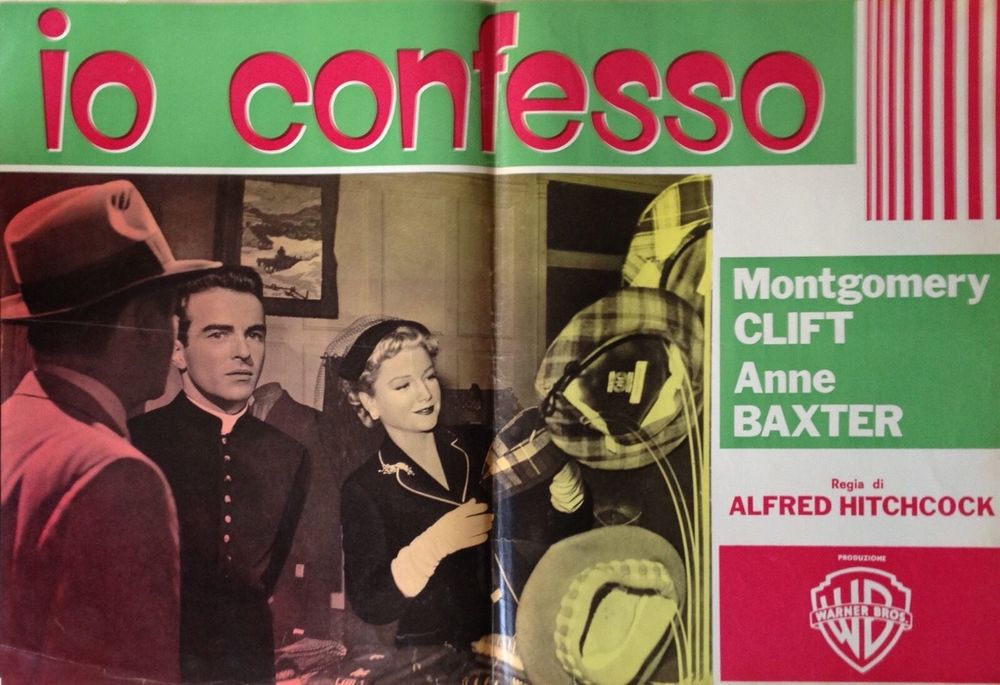 io confesso
Montgomery
CLIFT
Anne
BAXTER
Regia di
ALFRED HITCHCOCK
PRODUZIONE
WB
WARNER BROS.